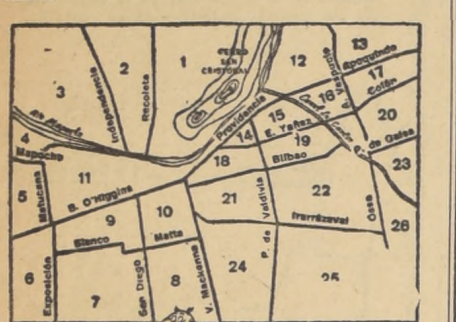 13
12
1
2
3
CERRO
SAN
CRISTOBAL
Independencia
Recoleta
A. Vespucio
Apoquindo
17
Colón
16
Rio Mapocho
Providencia
15
20
14
E. Yañez
19
4
Mapocho
18
Bilbao
de Gales
23
11
5
Matucana
B. O'Higgins
21
P. de Valdivia
22
Ossa
10
9
Irarrázaval
26
Blanco
Matta
6
Exposición
7
San Diego
8
V. Mackenna
24
25